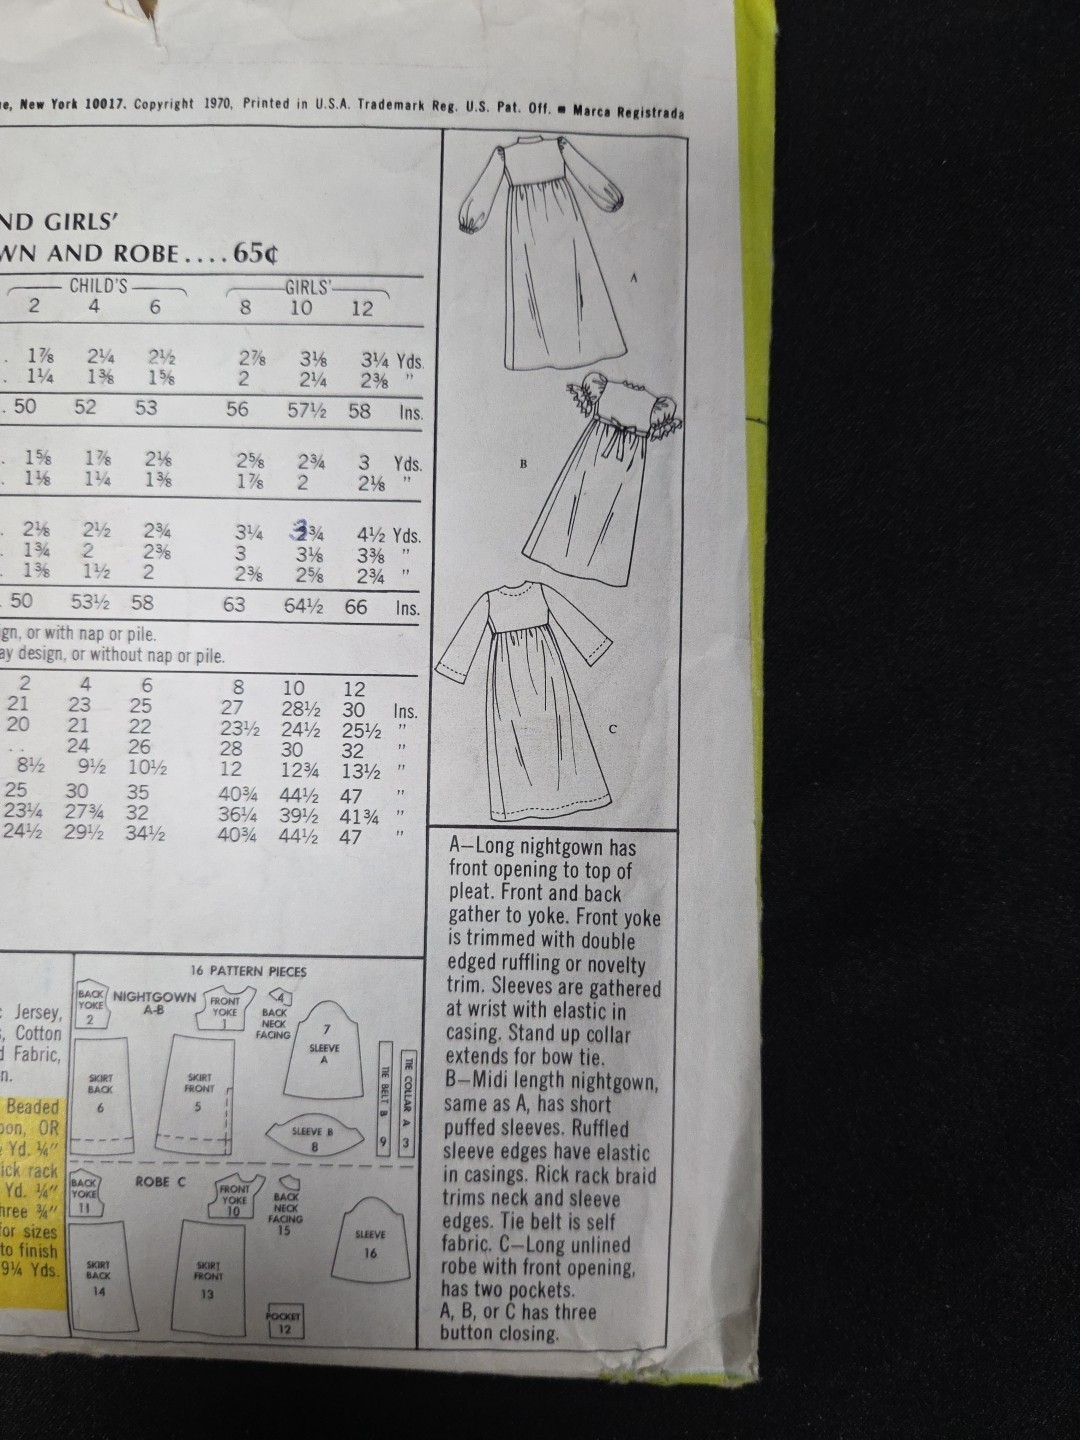 New York 10017. Copyright 1970, Printed in U.S.A. Trademark Reg. U.S. Pat. Off. ■ Marca Registrada
GIRLS'
AND ROBE.... 65¢
CHILD'S GIRLS'
2 4 6 8 10 12
. 1⅞ 2¼ 2½ 2⅞ 3⅛ 3¼ Yds.
. 1¼ 1⅜ 1⅝ 2 2¼ 2⅜ "
. 50 52 53 56 57½ 58 Ins.
. 1⅝ 1⅞ 2⅛ 2⅝ 2¾ 3 Yds.
. 1⅛ 1¼ 1⅜ 1⅞ 2 2⅛ "
. 2⅛ 2½ 2¾ 3¼ 3¾ 4½ Yds.
. 1¾ 2 2⅜ 3 3⅛ 3⅜ "
. 1⅜ 1½ 2 2⅜ 2⅝ 2¾ "
. 50 53½ 58 63 64½ 66 Ins.
or with nap or pile.
design, or without nap or pile.
2 4 6 8 10 12
21 23 25 27 28½ 30 Ins.
20 21 22 23½ 24½ 25½ "
.. 24 26 28 30 32 "
8½ 9½ 10½ 12 12¾ 13½ "
25 30 35 40¾ 44½ 47 "
23¼ 27¾ 32 36¼ 39½ 41¾ "
24½ 29½ 34½ 40¾ 44½ 47 "
A
B
C
A—Long nightgown has
front opening to top of
pleat. Front and back
gather to yoke. Front yoke
is trimmed with double
edged ruffling or novelty
trim. Sleeves are gathered
at wrist with elastic in
casing. Stand up collar
extends for bow tie.
B—Midi length nightgown,
same as A, has short
puffed sleeves. Ruffled
sleeve edges have elastic
in casings. Rick rack braid
trims neck and sleeve
edges. Tie belt is self
fabric. C—Long unlined
robe with front opening,
has two pockets.
A, B, or C has three
button closing.
Jersey,
Cotton
Fabric,
Beaded
OR
Yd. ¼"
rack
Yd. ¼"
¾"
for sizes
to finish
9¼ Yds.
16 PATTERN PIECES
NIGHTGOWN
A-B
BACK
YOKE
2
FRONT
YOKE
1
4
BACK
NECK
FACING
7
SLEEVE
A
SKIRT
BACK
6
SKIRT
FRONT
5
SLEEVE B
8
TIE BELT B
9
TIE COLLAR A
3
ROBE C
BACK
YOKE
11
FRONT
YOKE
10
BACK
NECK
FACING
15
SLEEVE
16
SKIRT
BACK
14
SKIRT
FRONT
13
POCKET
12